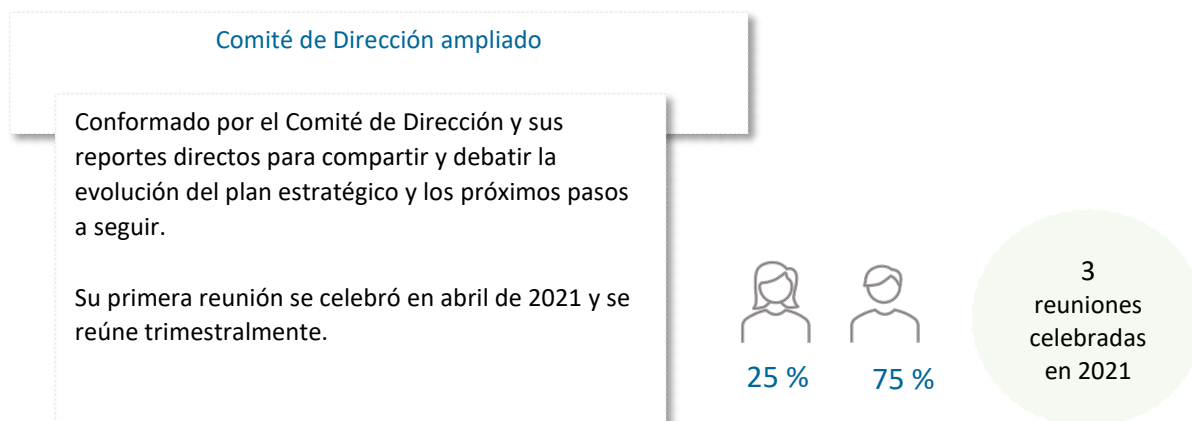 Comité de Dirección ampliado
Conformado por el Comité de Dirección y sus
reportes directos para compartir y debatir la
evolución del plan estratégico y los próximos pasos
a seguir.
Su primera reunión se celebró en abril de 2021 y se
reúne trimestralmente.
25 %
75 %
3
reuniones
celebradas
en 2021